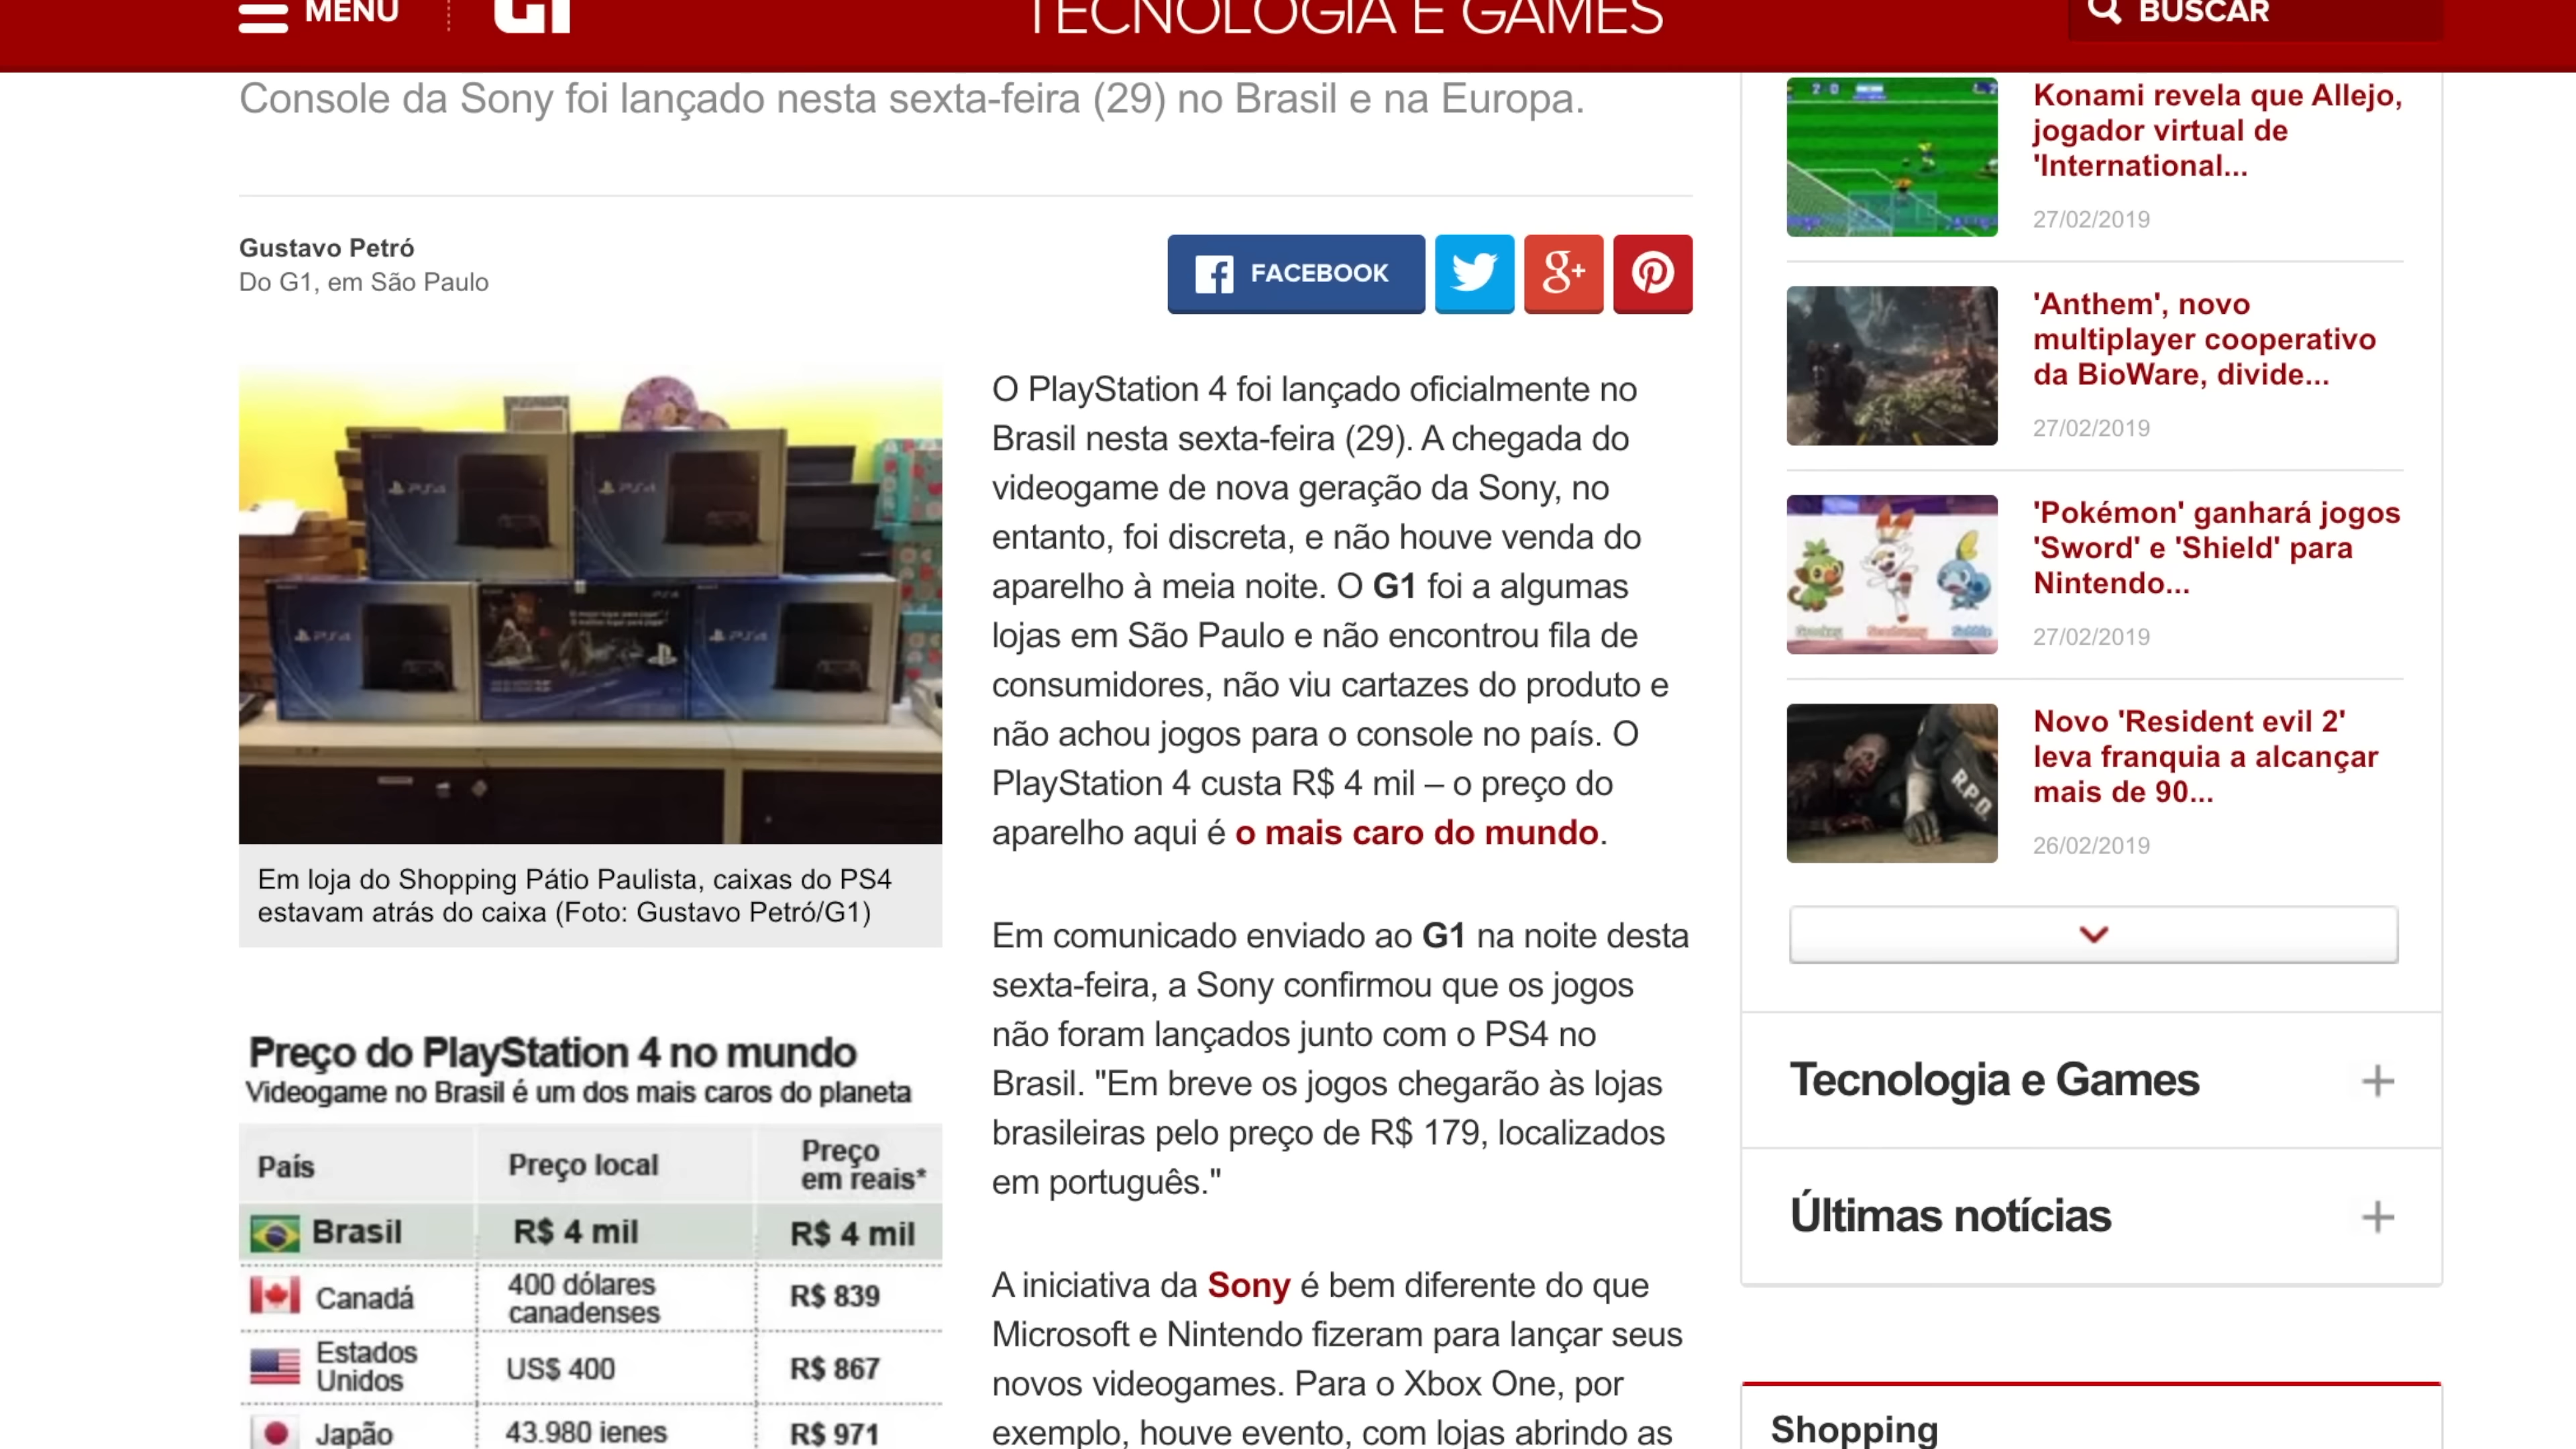 MENU
G1
TECNOLOGIA E GAMES
BUSCAR
Console da Sony foi lançado nesta sexta-feira (29) no Brasil e na Europa.
Gustavo Petró
Do G1, em São Paulo
FACEBOOK
g+
PS4
PS4
PS4
PS4
PS4
Em loja do Shopping Pátio Paulista, caixas do PS4
estavam atrás do caixa (Foto: Gustavo Petró/G1)
Preço do PlayStation 4 no mundo
Videogame no Brasil é um dos mais caros do planeta
País Preço local Preço
em reais*
Brasil R$ 4 mil R$ 4 mil
Canadá 400 dólares
canadenses R$ 839
Estados
Unidos US$ 400 R$ 867
Japão 43.980 ienes R$ 971
O PlayStation 4 foi lançado oficialmente no
Brasil nesta sexta-feira (29). A chegada do
videogame de nova geração da Sony, no
entanto, foi discreta, e não houve venda do
aparelho à meia noite. O G1 foi a algumas
lojas em São Paulo e não encontrou fila de
consumidores, não viu cartazes do produto e
não achou jogos para o console no país. O
PlayStation 4 custa R$ 4 mil – o preço do
aparelho aqui é o mais caro do mundo.
Em comunicado enviado ao G1 na noite desta
sexta-feira, a Sony confirmou que os jogos
não foram lançados junto com o PS4 no
Brasil. "Em breve os jogos chegarão às lojas
brasileiras pelo preço de R$ 179, localizados
em português."
A iniciativa da Sony é bem diferente do que
Microsoft e Nintendo fizeram para lançar seus
novos videogames. Para o Xbox One, por
exemplo, houve evento, com lojas abrindo as
Konami revela que Allejo,
jogador virtual de
'International...
27/02/2019
'Anthem', novo
multiplayer cooperativo
da BioWare, divide...
27/02/2019
Grookey Scorbunny Sobble
'Pokémon' ganhará jogos
'Sword' e 'Shield' para
Nintendo...
27/02/2019
R.P.D.
Novo 'Resident evil 2'
leva franquia a alcançar
mais de 90...
26/02/2019
Tecnologia e Games
Últimas notícias
Shopping